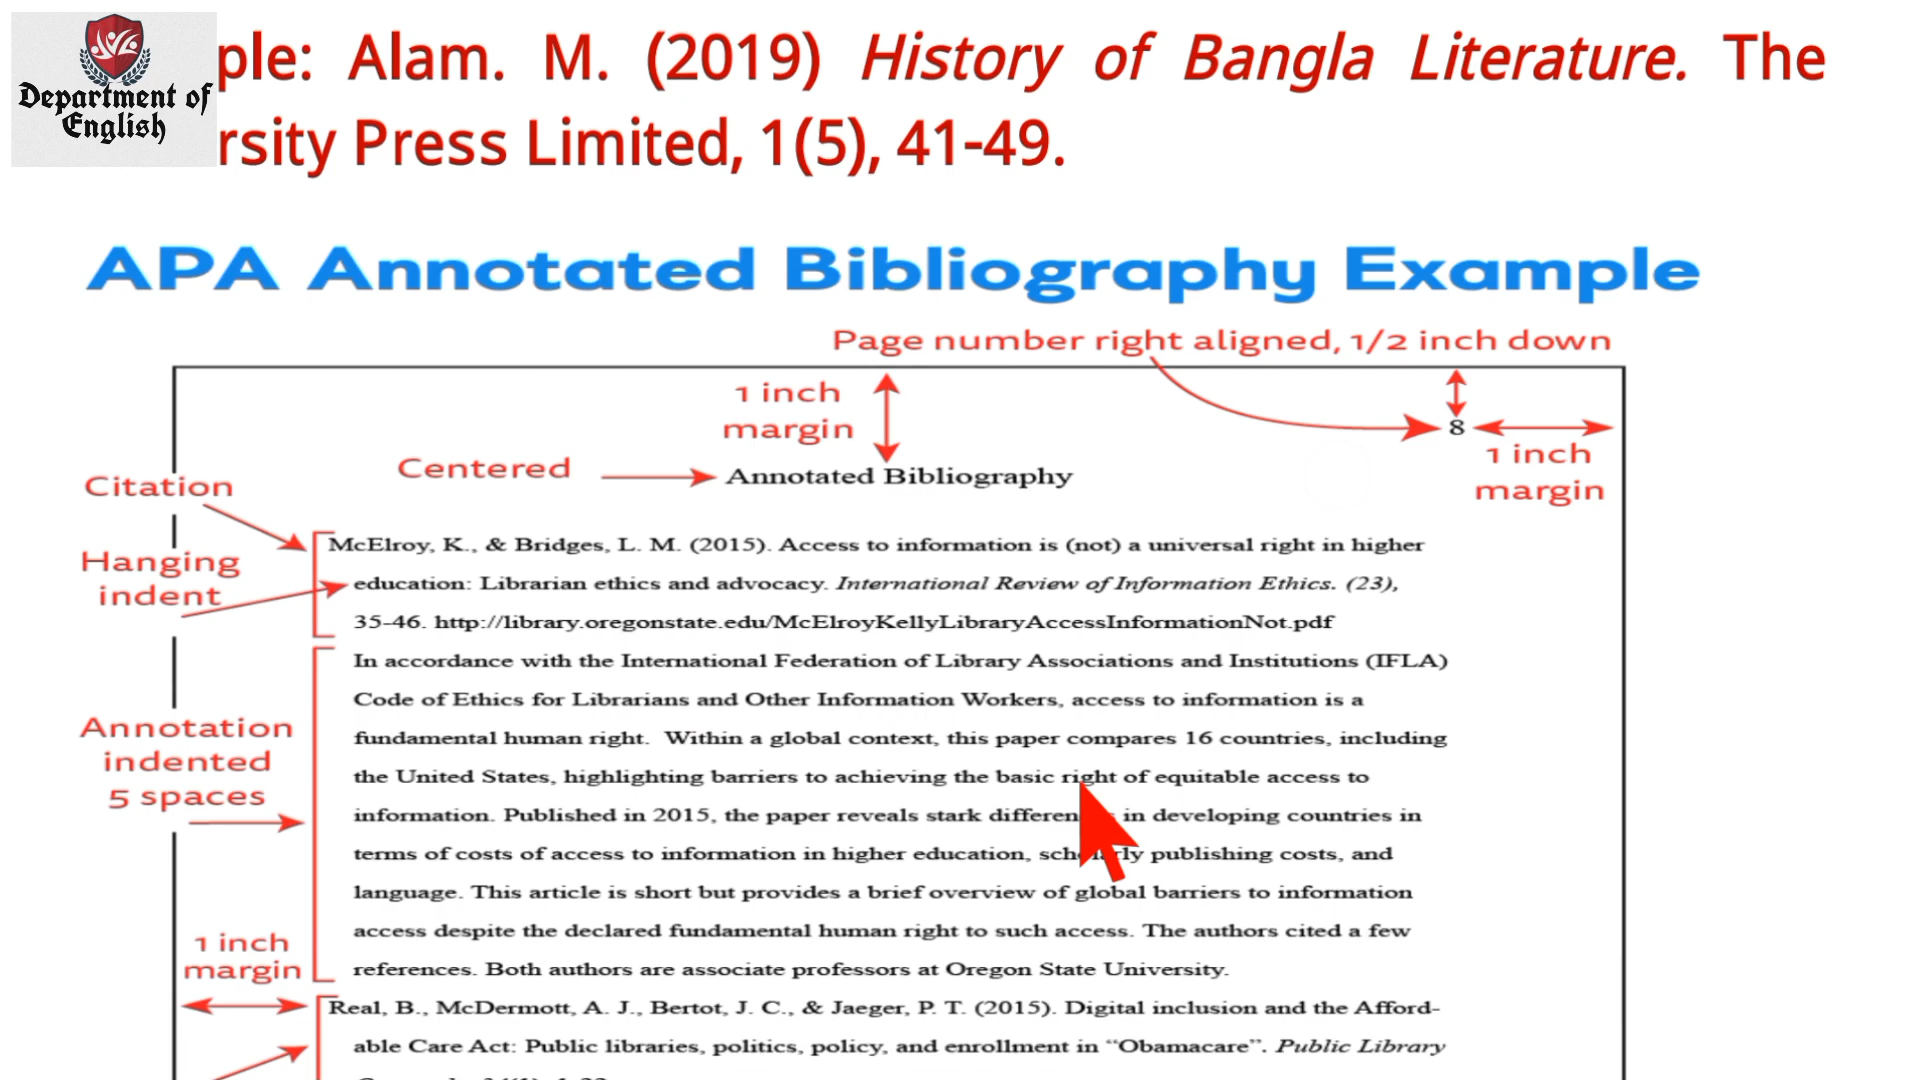 Department of
English
ple: Alam. M. (2019) History of Bangla Literature. The
rsity Press Limited, 1(5), 41-49.
APA Annotated Bibliography Example
Page number right aligned, 1/2 inch down
1 inch
margin
8
1 inch
margin
Centered
Annotated Bibliography
Citation
Hanging
indent
McElroy, K., & Bridges, L. M. (2015). Access to information is (not) a universal right in higher
education: Librarian ethics and advocacy. International Review of Information Ethics. (23),
35-46. http://library.oregonstate.edu/McElroyKellyLibraryAccessInformationNot.pdf
Annotation
indented
5 spaces
In accordance with the International Federation of Library Associations and Institutions (IFLA)
Code of Ethics for Librarians and Other Information Workers, access to information is a
fundamental human right. Within a global context, this paper compares 16 countries, including
the United States, highlighting barriers to achieving the basic right of equitable access to
information. Published in 2015, the paper reveals stark in developing countries in
terms of costs of access to information in higher education, publishing costs, and
language. This article is short but provides a brief overview of global barriers to information
access despite the declared fundamental human right to such access. The authors cited a few
references. Both authors are associate professors at Oregon State University.
1 inch
margin
Real, B., McDermott, A. J., Bertot, J. C., & Jaeger, P. T. (2015). Digital inclusion and the Afford-
able Care Act: Public libraries, politics, policy, and enrollment in “Obamacare”. Public Library